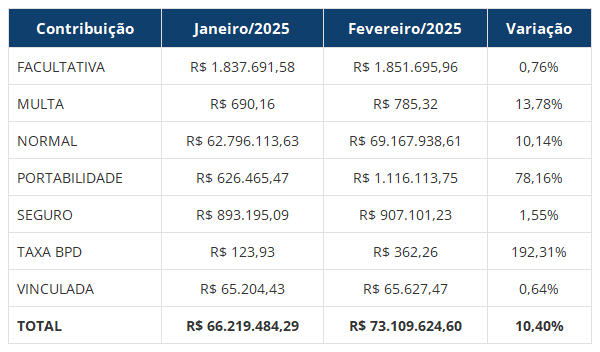 Contribuição Janeiro/2025 Fevereiro/2025 Variação
FACULTATIVA R$ 1.837.691,58 R$ 1.851.695,96 0,76%
MULTA R$ 690,16 R$ 785,32 13,78%
NORMAL R$ 62.796.113,63 R$ 69.167.938,61 10,14%
PORTABILIDADE R$ 626.465,47 R$ 1.116.113,75 78,16%
SEGURO R$ 893.195,09 R$ 907.101,23 1,55%
TAXA BPD R$ 123,93 R$ 362,26 192,31%
VINCULADA R$ 65.204,43 R$ 65.627,47 0,64%
TOTAL R$ 66.219.484,29 R$ 73.109.624,60 10,40%